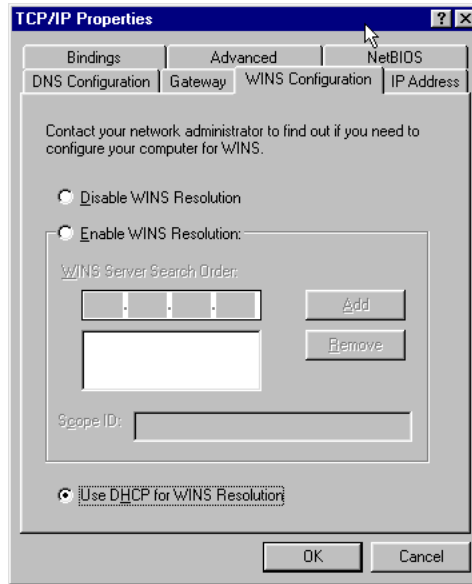 TCP/IP Properties
Bindings Advanced NetBIOS
DNS Configuration Gateway WINS Configuration IP Address
Contact your network administrator to find out if you need to
configure your computer for WINS.
Disable WINS Resolution
Enable WINS Resolution:
WINS Server Search Order:
Add
Remove
Scope ID:
Use DHCP for WINS Resolution
OK Cancel